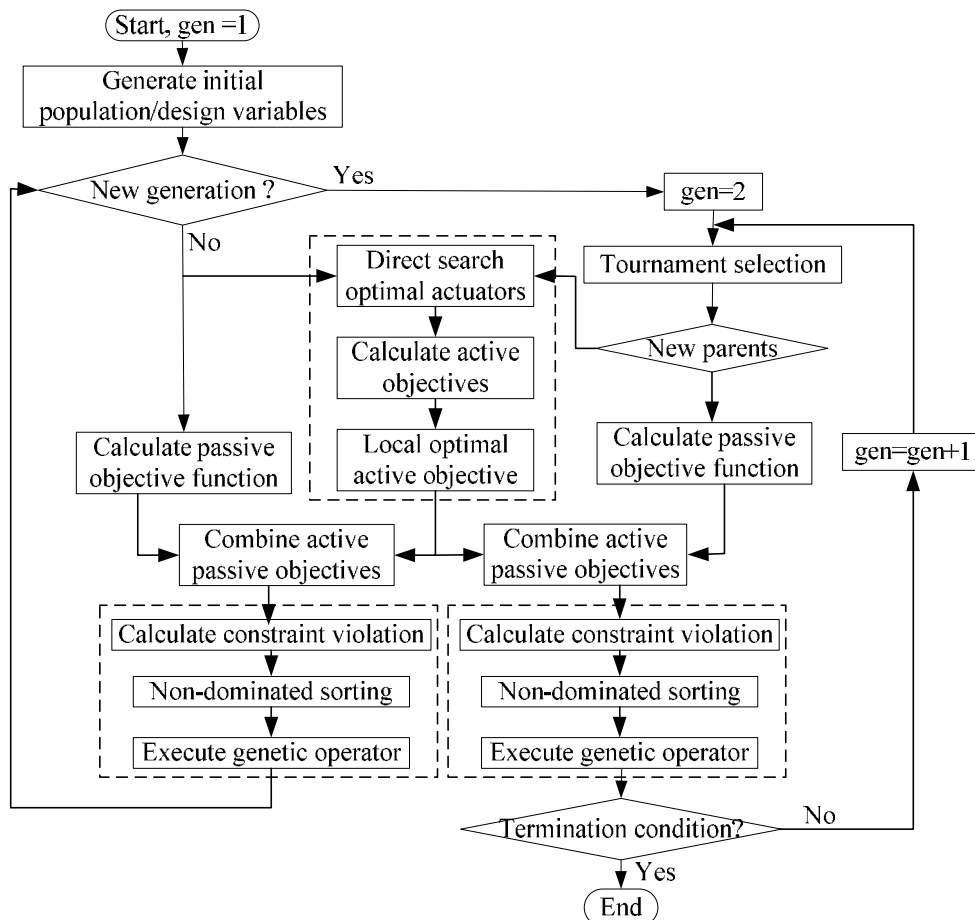 Start, gen =1
Generate initial
population/design variables
New generation ?
Yes
gen=2
No
Direct search
optimal actuators
Tournament selection
Calculate active
objectives
New parents
Local optimal
active objective
Calculate passive
objective function
Calculate passive
objective function
gen=gen+1
Combine active
passive objectives
Combine active
passive objectives
Calculate constraint violation
Non-dominated sorting
Execute genetic operator
Calculate constraint violation
Non-dominated sorting
Execute genetic operator
Termination condition?
No
Yes
End